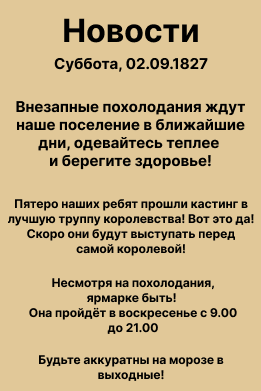 Новости
Суббота, 02.09.1827
Внезапные похолодания ждут
наше поселение в ближайшие
дни, одевайтесь теплее
и берегите здоровье!
Пятеро наших ребят прошли кастинг в
лучшую труппу королевства! Вот это да!
Скоро они будут выступать перед
самой королевой!
Несмотря на похолодания,
ярмарке быть!
Она пройдёт в воскресенье с 9.00
до 21.00
Будьте аккуратны на морозе в
выходные!